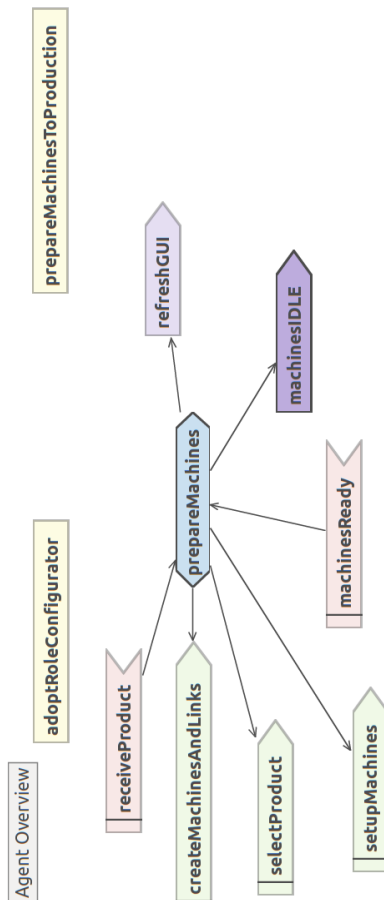 Agent Overview
adoptRoleConfigurator
prepareMachinesToProduction
receiveProduct
refreshGUI
createMachinesAndLinks
prepareMachines
selectProduct
machinesIDLE
setupMachines
machinesReady